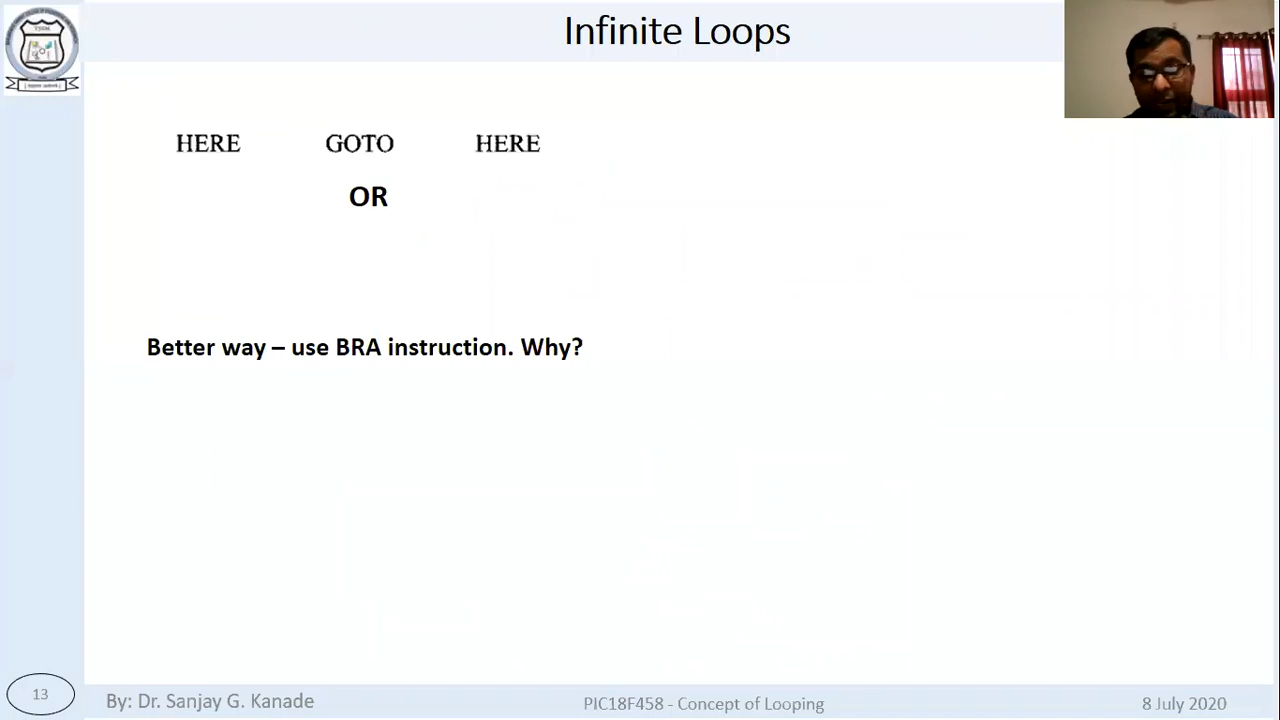 Infinite Loops
HERE GOTO HERE
OR
Better way – use BRA instruction. Why?
13
By: Dr. Sanjay G. Kanade
PIC18F458 - Concept of Looping
8 July 2020